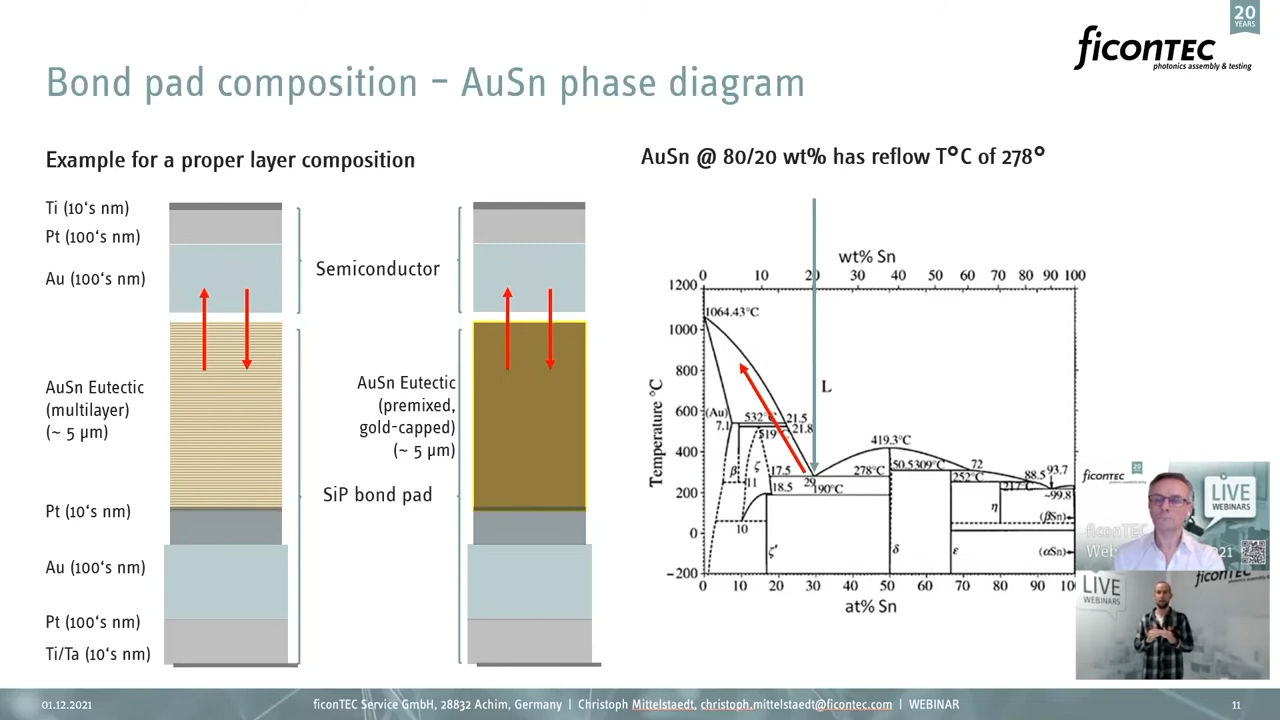 20
YEARS
ficonTEC
photonics assembly & testing
Bond pad composition – AuSn phase diagram
Example for a proper layer composition
Ti (10‘s nm)
Pt (100‘s nm)
Au (100‘s nm)
AuSn Eutectic
(multilayer)
(~ 5 µm)
Pt (10‘s nm)
Au (100‘s nm)
Pt (100‘s nm)
Ti/Ta (10‘s nm)
Semiconductor
AuSn Eutectic
(premixed,
gold-capped)
(~ 5 µm)
SiP bond pad
AuSn @ 80/20 wt% has reflow T°C of 278°
wt% Sn
0 10 20 30 40 50 60 70 80 90 100
Temperature °C
1200
1000
800
600
400
200
0
−200
1064.43°C
L
(Au)
7.1
532°C
21.5
519°C
21.8
419.3°C
β
ζ
11
17.5
18.5
278°C
29
190°C
50.5
309°C
72
252°C
88.5
93.7
217°C
~99.8
10
ζ'
δ
ε
η
(βSn)
(αSn)
0 10 20 30 40 50 60 70 80 90 100
at% Sn
ficonTEC
20
LIVE
WEBINARS
ficonTEC
LIVE
WEBINARS
ficonTEC
01.12.2021
ficonTEC Service GmbH, 28832 Achim, Germany | Christoph Mittelstaedt, christoph.mittelstaedt@ficontec.com | WEBINAR
11